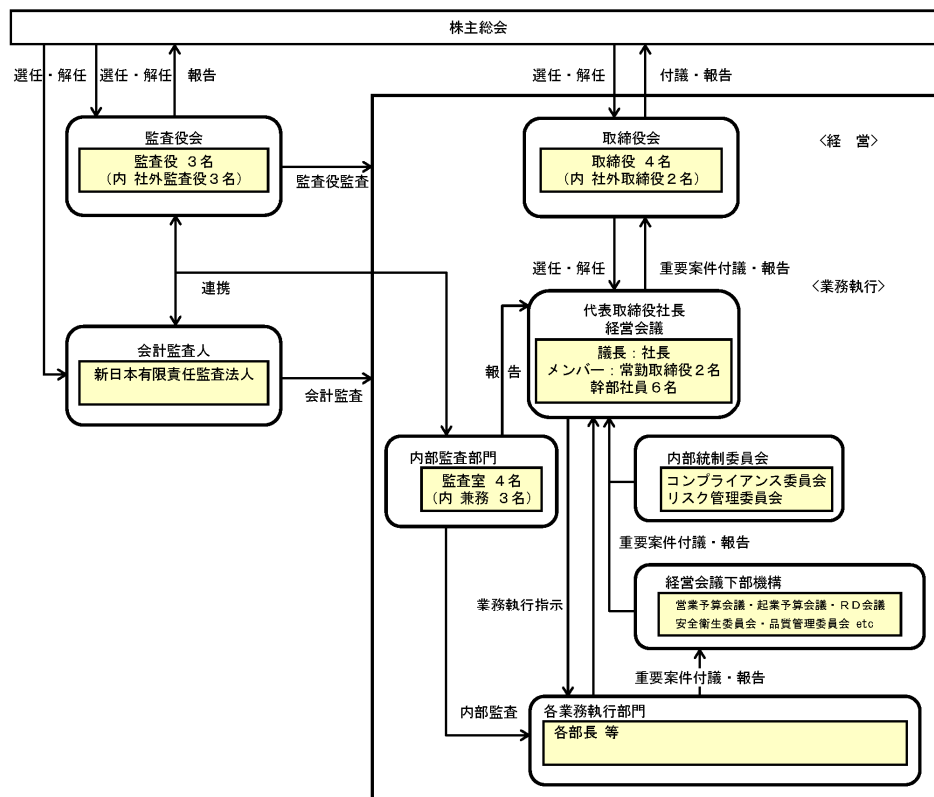 株主総会
選任・解任 選任・解任 報告
選任・解任 付議・報告
監査役会
監査役 3名
(内 社外監査役3名)
監査役監査
取締役会
取締役 4名
(内 社外取締役2名)
<経 営>
選任・解任 重要案件付議・報告
連携
<業務執行>
代表取締役社長
経営会議
議長:社長
メンバー:常勤取締役2名
幹部社員6名
会計監査人
新日本有限責任監査法人
会計監査
報告
内部監査部門
監査室 4名
(内 兼務 3名)
内部統制委員会
コンプライアンス委員会
リスク管理委員会
重要案件付議・報告
経営会議下部機構
営業予算会議・起業予算会議・RD会議
安全衛生委員会・品質管理委員会 etc
業務執行指示
重要案件付議・報告
内部監査
各業務執行部門
各部長 等